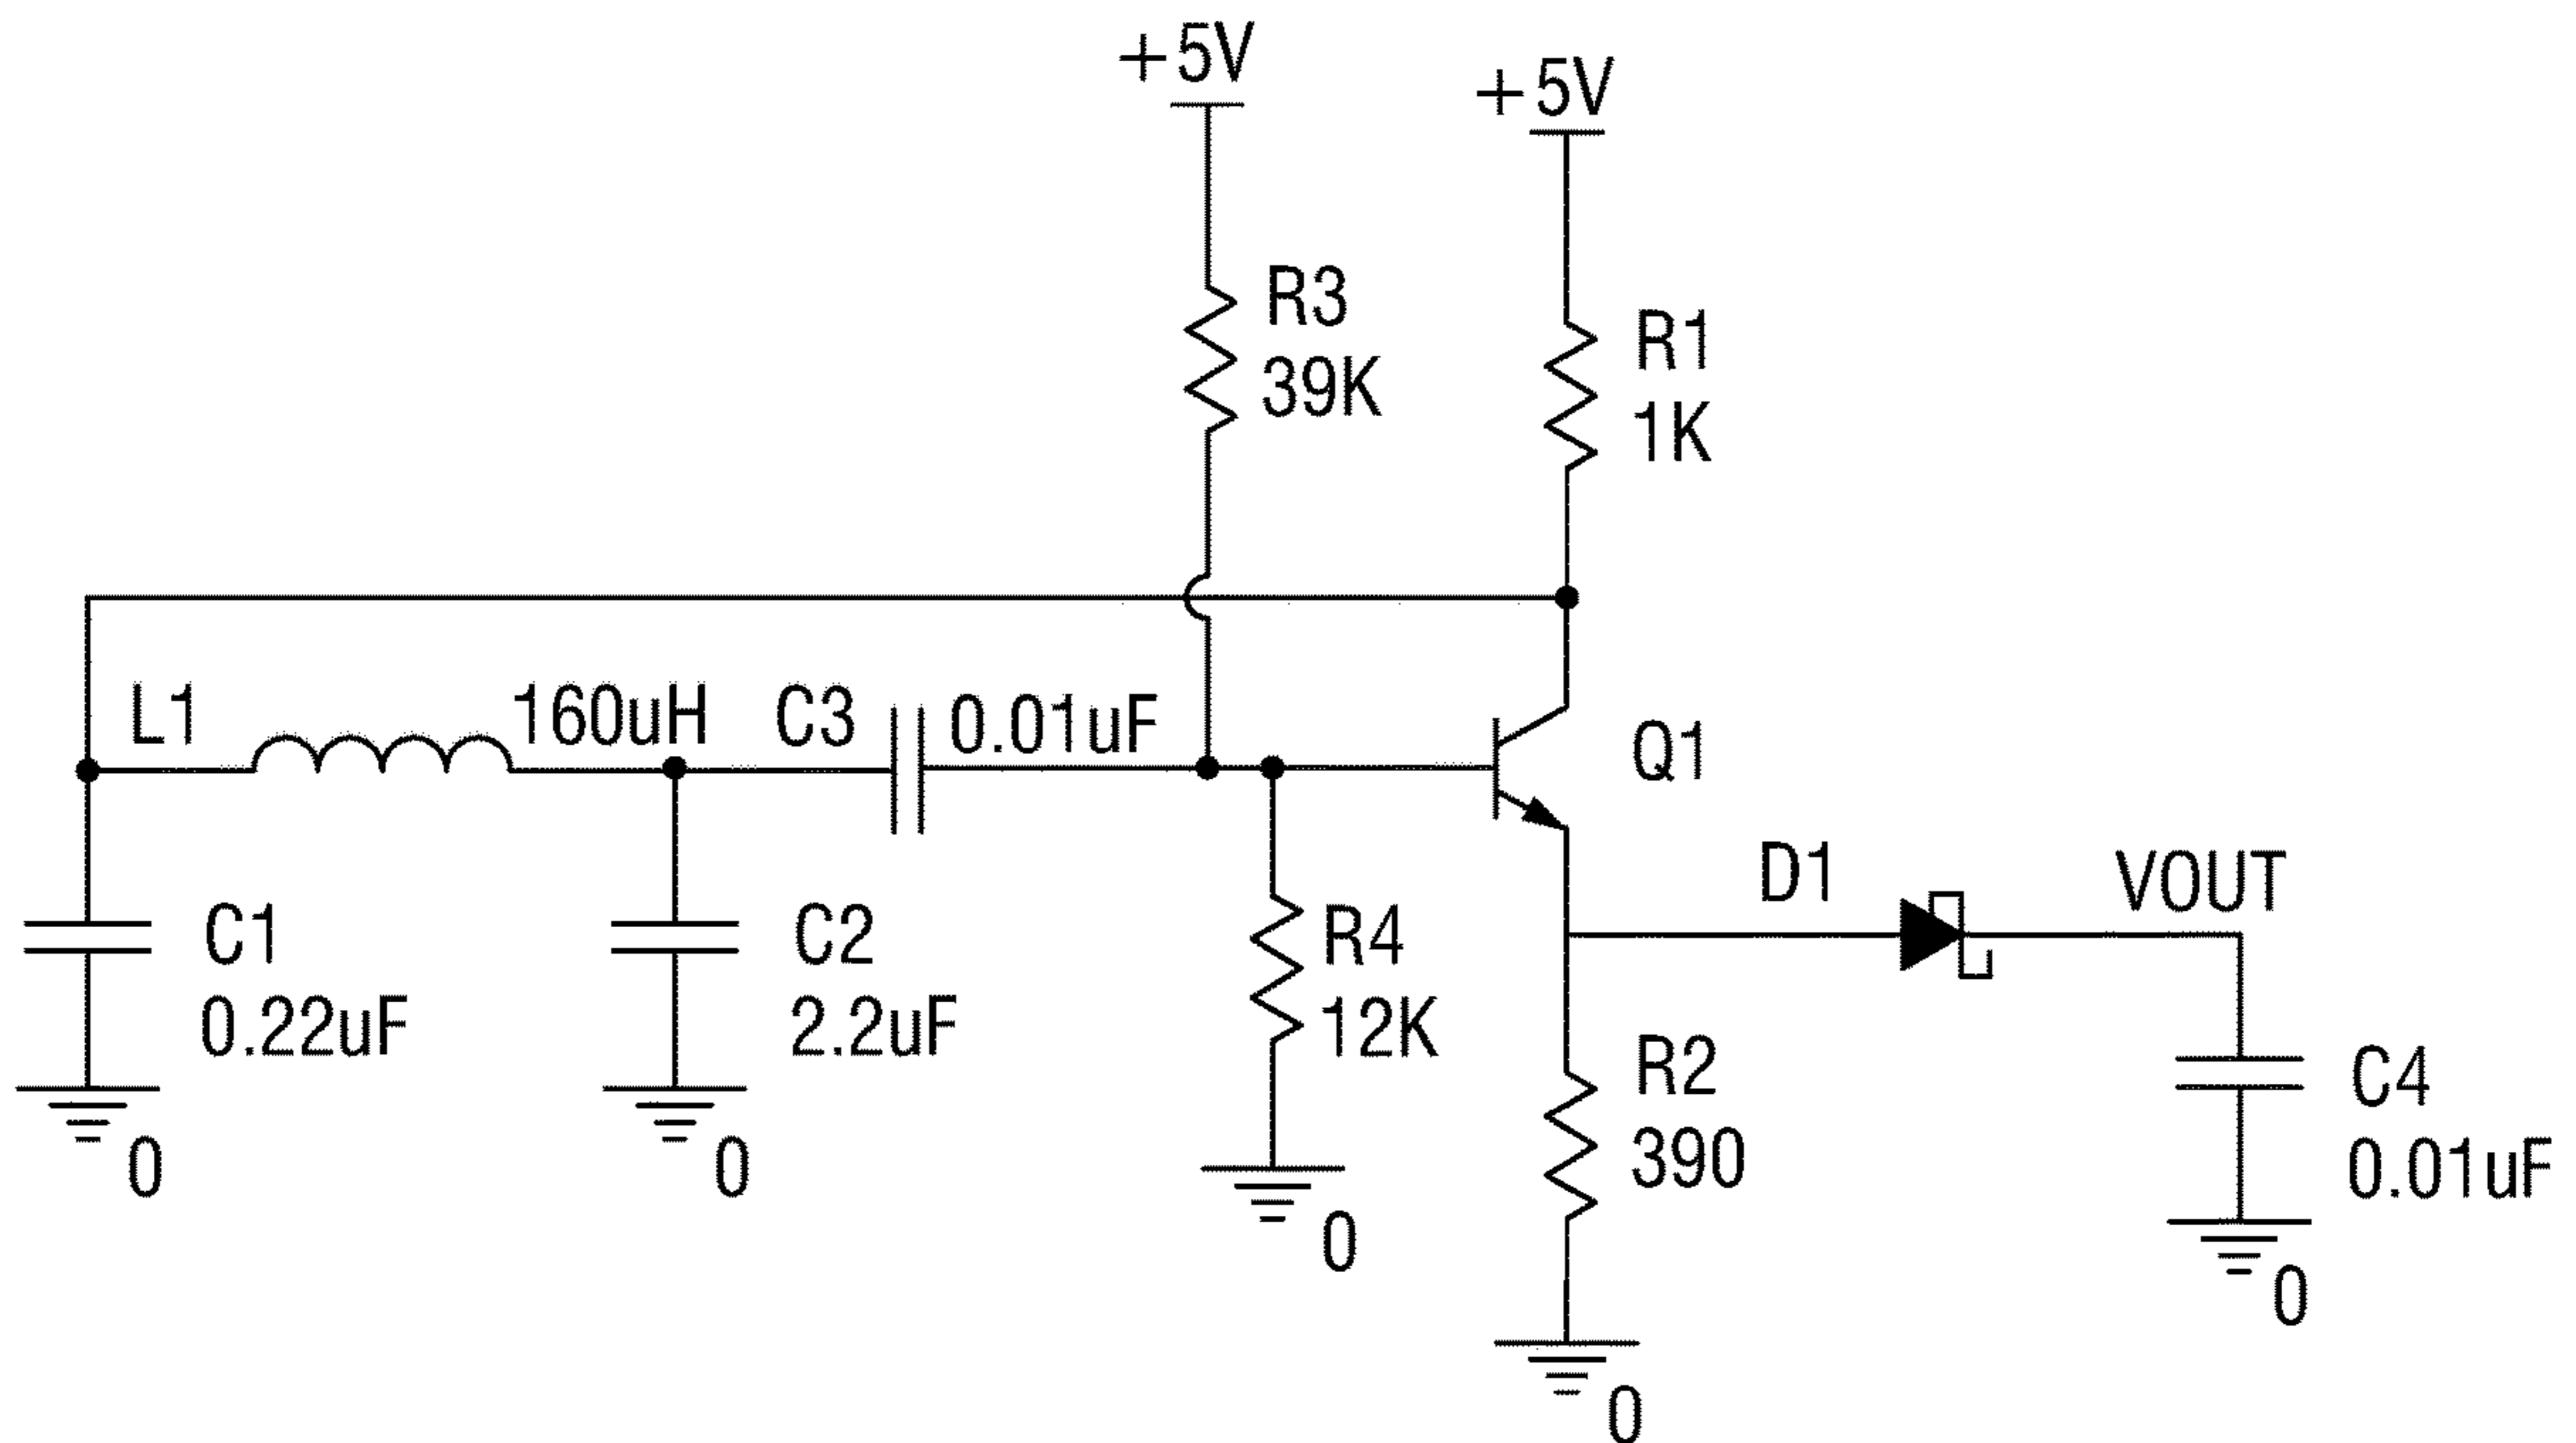 +5V
+5V
R3
39K
R1
1K
L1
160uH
C3
0.01uF
Q1
C1
0.22uF
C2
2.2uF
R4
12K
D1
VOUT
R2
390
C4
0.01uF
0
0
0
0
0